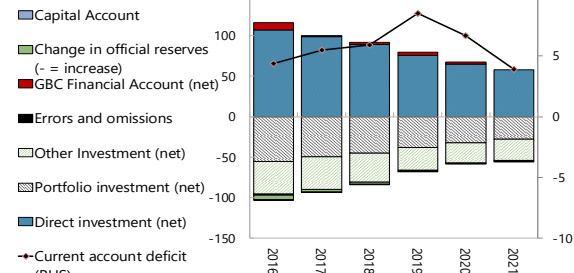 Capital Account
Change in official reserves
(- = increase)
GBC Financial Account (net)
Errors and omissions
Other Investment (net)
Portfolio investment (net)
Direct investment (net)
Current account deficit
(RHS)
100
50
0
-50
-100
-150
5
0
-5
-10
2016
2017
2018
2019
2020
2021